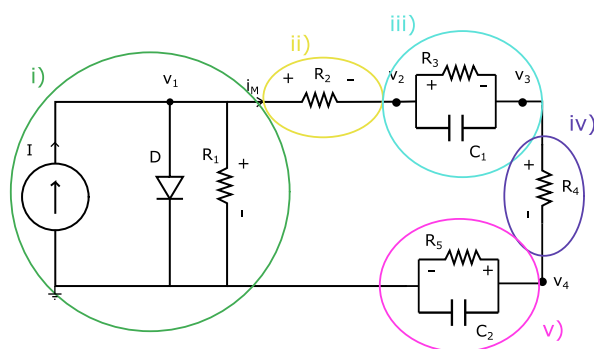 i)
ii)
iii)
iv)
v)
v1
iM
+ R2 -
v2
R3
+ -
C1
v3
I
D
R1
+
-
+
R4
-
R5
- +
C2
v4